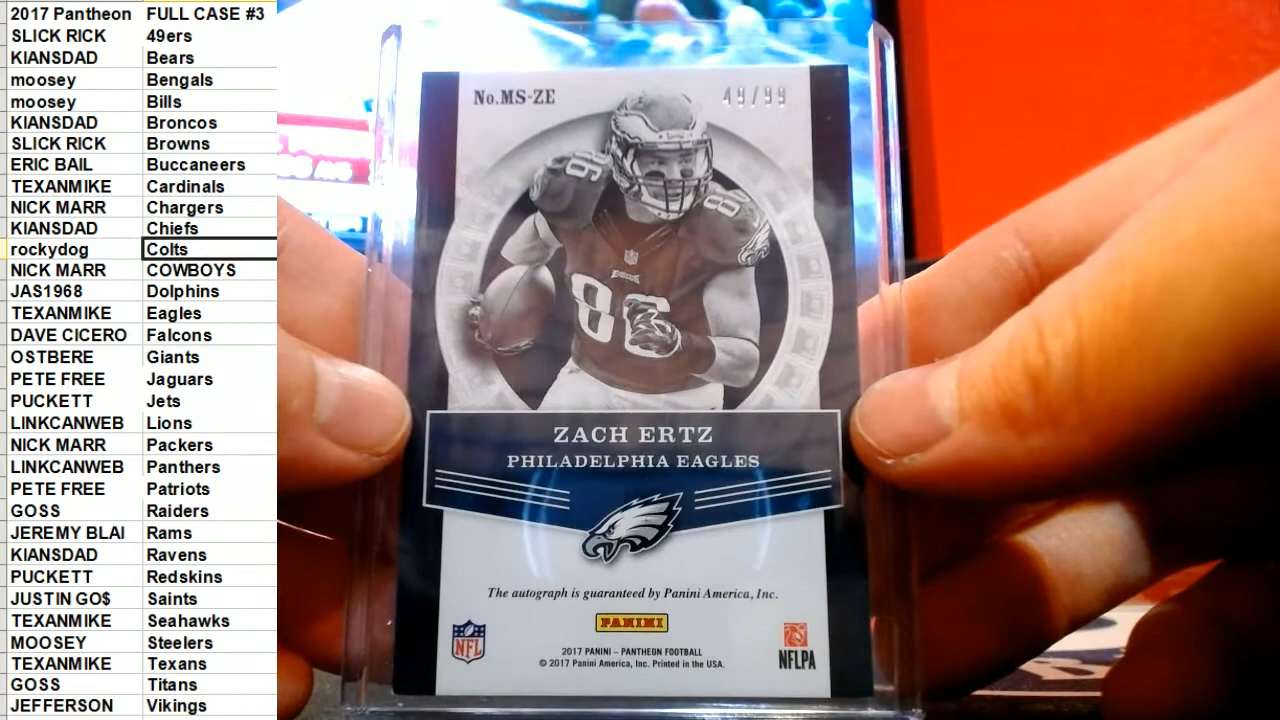 2017 Pantheon FULL CASE #3
SLICK RICK 49ers
KIANSDAD Bears
moosey Bengals
moosey Bills
KIANSDAD Broncos
SLICK RICK Browns
ERIC BAIL Buccaneers
TEXANMIKE Cardinals
NICK MARR Chargers
KIANSDAD Chiefs
rockydog Colts
NICK MARR COWBOYS
JAS1968 Dolphins
TEXANMIKE Eagles
DAVE CICERO Falcons
OSTBERE Giants
PETE FREE Jaguars
PUCKETT Jets
LINKCANWEB Lions
NICK MARR Packers
LINKCANWEB Panthers
PETE FREE Patriots
GOSS Raiders
JEREMY BLAI Rams
KIANSDAD Ravens
PUCKETT Redskins
JUSTIN GO$ Saints
TEXANMIKE Seahawks
MOOSEY Steelers
TEXANMIKE Texans
GOSS Titans
JEFFERSON Vikings
No.MS-ZE 49/99
86
86
86
ZACH ERTZ
PHILADELPHIA EAGLES
The autograph is guaranteed by Panini America, Inc.
PANINI
NFL
2017 PANINI – PANTHEON FOOTBALL
© 2017 Panini America, Inc. Printed in the USA.
NFLPA